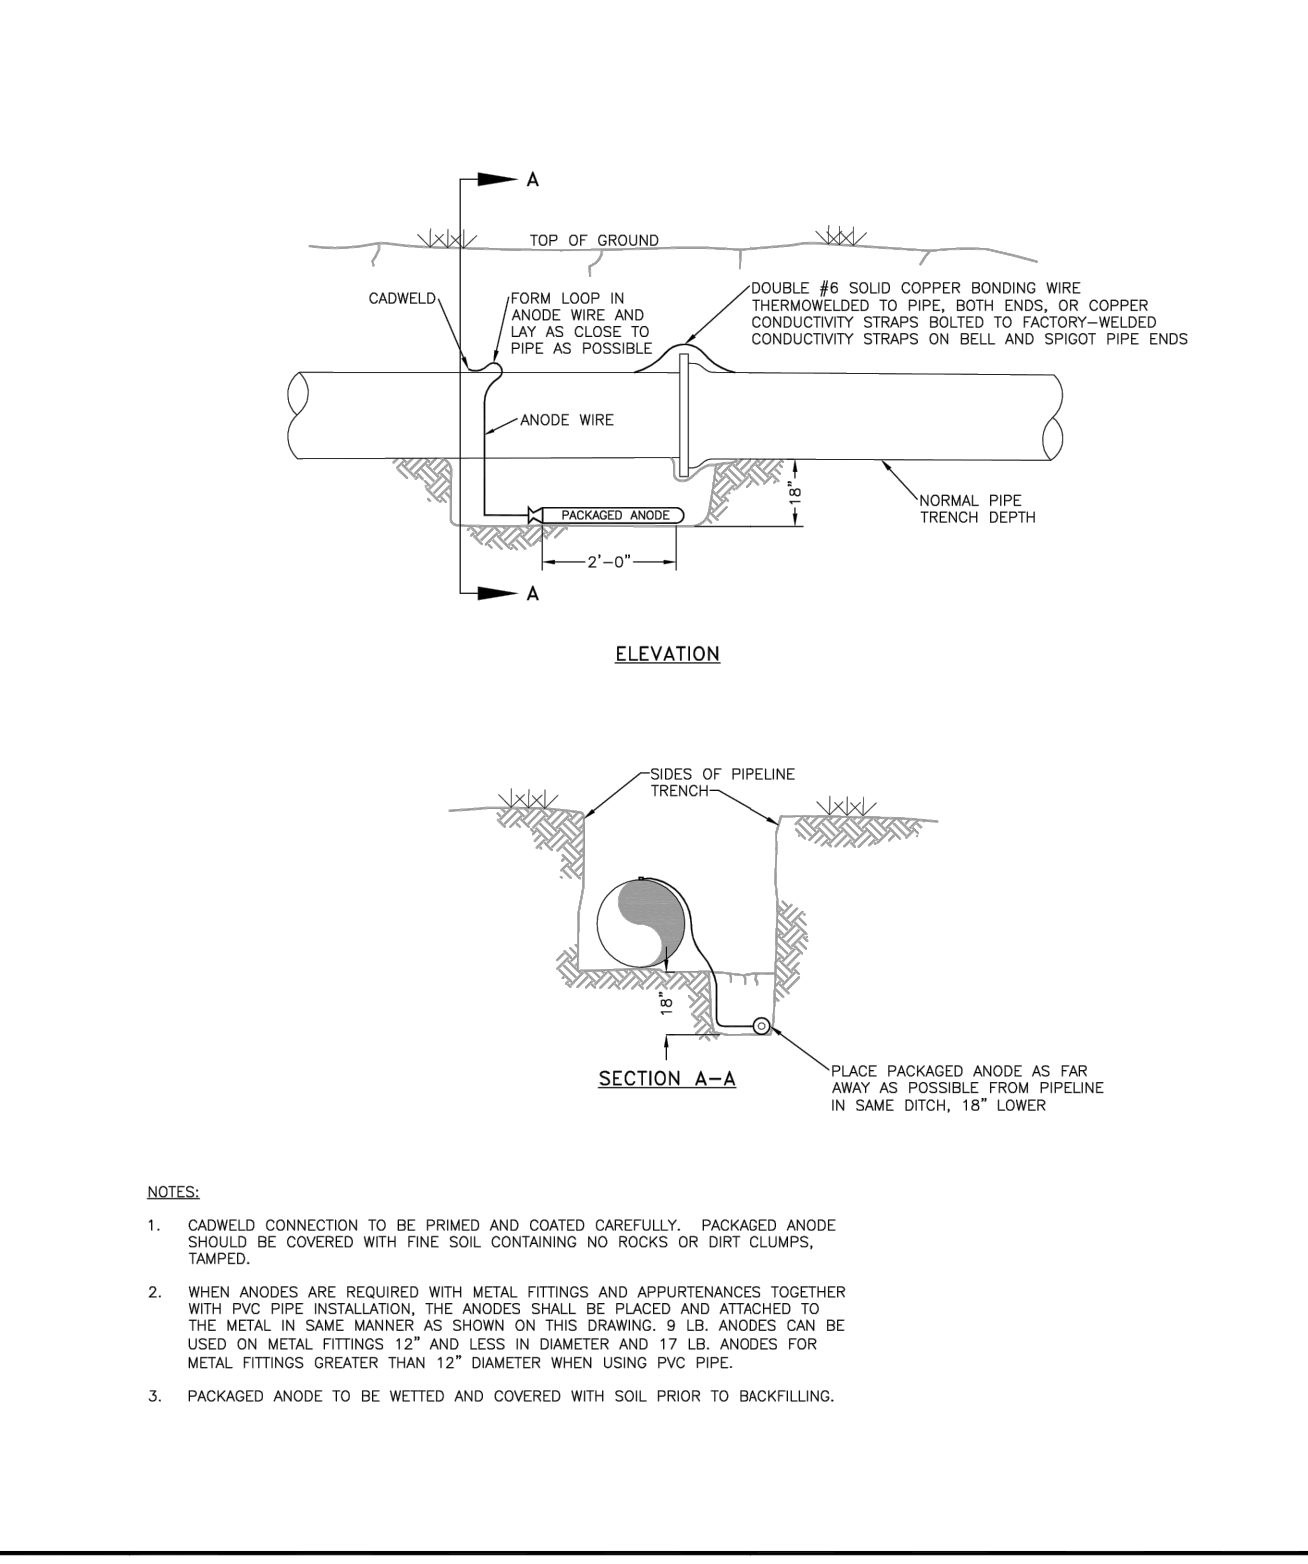 A
TOP OF GROUND
CADWELD
FORM LOOP IN
ANODE WIRE AND
LAY AS CLOSE TO
PIPE AS POSSIBLE
DOUBLE #6 SOLID COPPER BONDING WIRE
THERMOWELDED TO PIPE, BOTH ENDS, OR COPPER
CONDUCTIVITY STRAPS BOLTED TO FACTORY-WELDED
CONDUCTIVITY STRAPS ON BELL AND SPIGOT PIPE ENDS
ANODE WIRE
18"
NORMAL PIPE
TRENCH DEPTH
PACKAGED ANODE
2'-0"
A
ELEVATION
SIDES OF PIPELINE
TRENCH
18"
SECTION A-A
PLACE PACKAGED ANODE AS FAR
AWAY AS POSSIBLE FROM PIPELINE
IN SAME DITCH, 18" LOWER
NOTES:
1. CADWELD CONNECTION TO BE PRIMED AND COATED CAREFULLY. PACKAGED ANODE
SHOULD BE COVERED WITH FINE SOIL CONTAINING NO ROCKS OR DIRT CLUMPS,
TAMPED.
2. WHEN ANODES ARE REQUIRED WITH METAL FITTINGS AND APPURTENANCES TOGETHER
WITH PVC PIPE INSTALLATION, THE ANODES SHALL BE PLACED AND ATTACHED TO
THE METAL IN SAME MANNER AS SHOWN ON THIS DRAWING. 9 LB. ANODES CAN BE
USED ON METAL FITTINGS 12" AND LESS IN DIAMETER AND 17 LB. ANODES FOR
METAL FITTINGS GREATER THAN 12" DIAMETER WHEN USING PVC PIPE.
3. PACKAGED ANODE TO BE WETTED AND COVERED WITH SOIL PRIOR TO BACKFILLING.